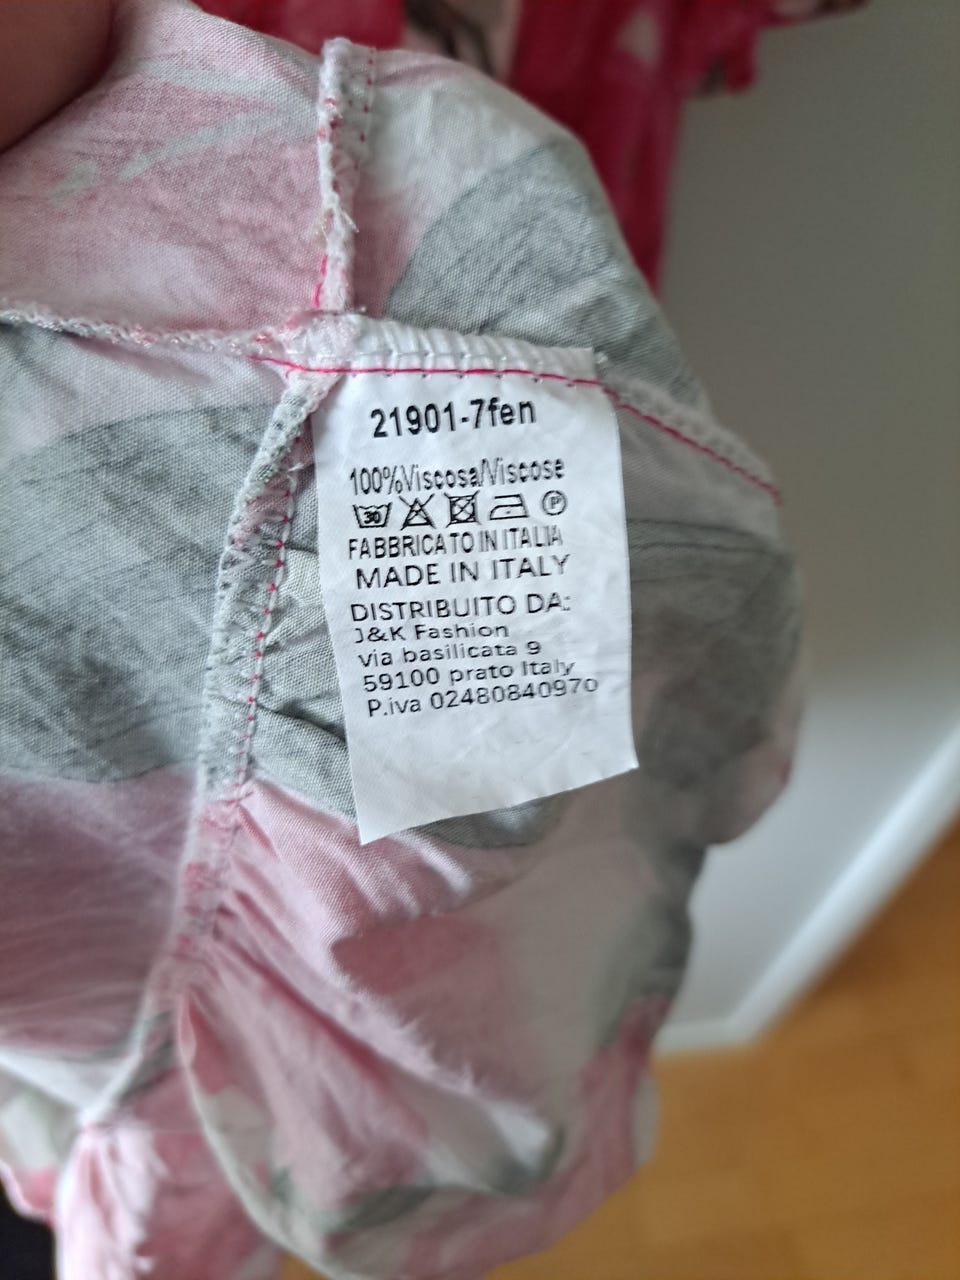 21901-7fen
100%Viscosa/Viscose
30 P
FABBRICATO IN ITALIA
MADE IN ITALY
DISTRIBUITO DA:
J&K Fashion
via basilicata 9
59100 prato Italy
P.iva 02480840970